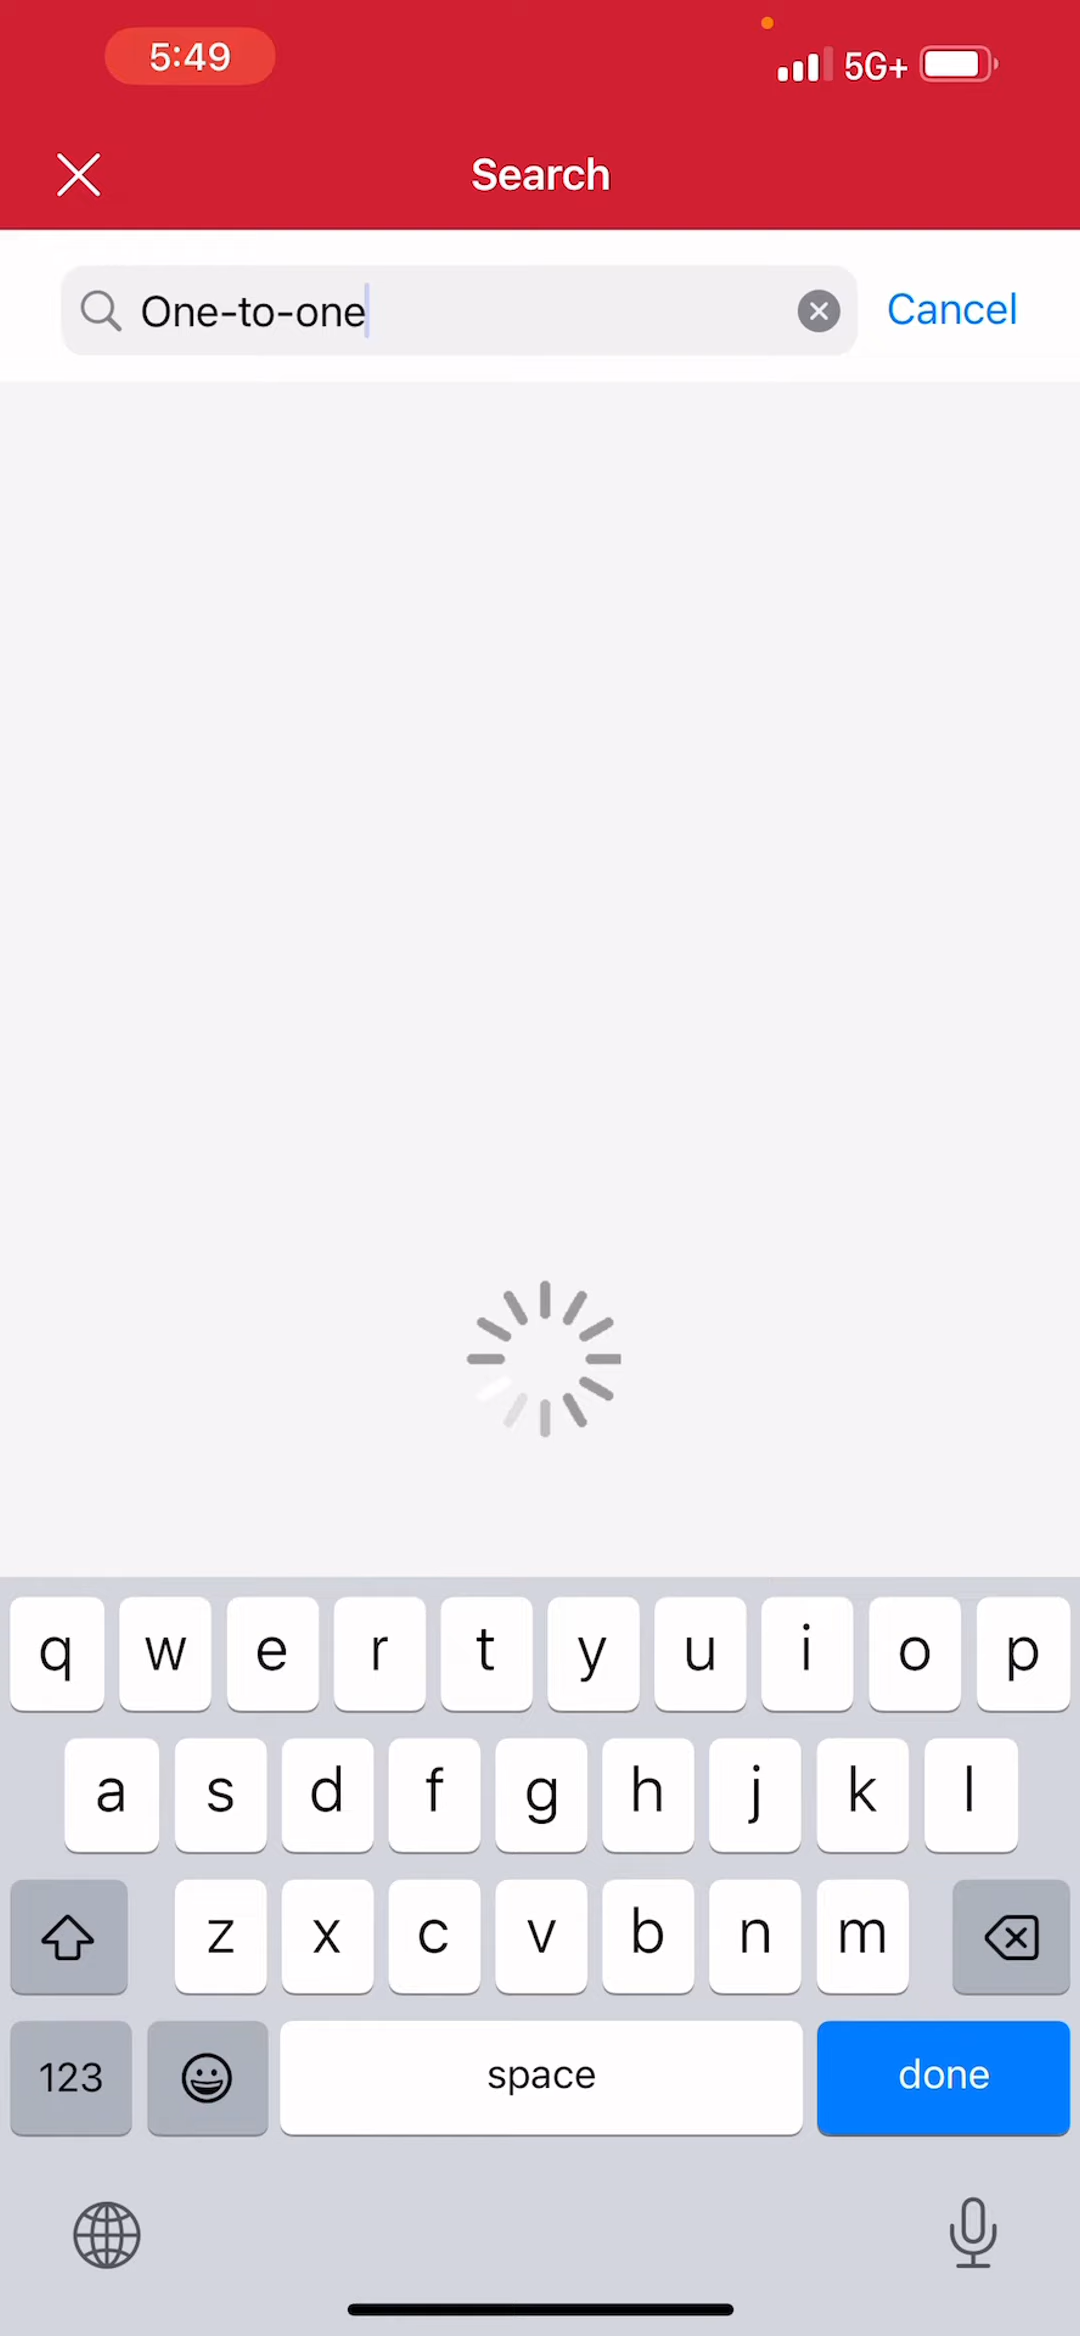 5:49
5G+
Search
One-to-one
Cancel
q w e r t y u i o p
a s d f g h j k l
z x c v b n m
123 space done